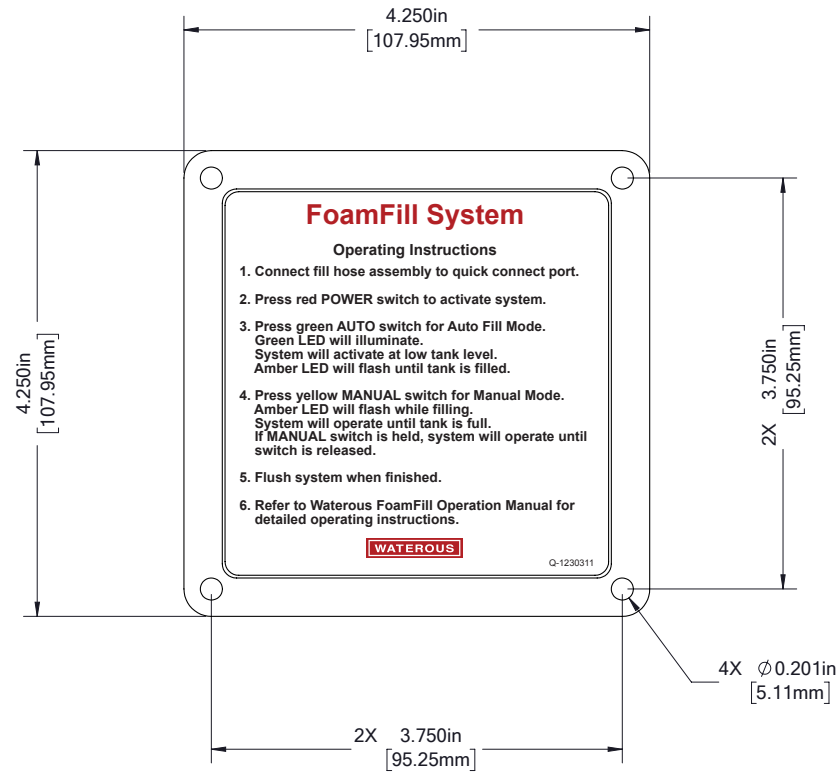 4.250in
[107.95mm]
4.250in
[107.95mm]
2X 3.750in
[95.25mm]
FoamFill System
Operating Instructions
1. Connect fill hose assembly to quick connect port.
2. Press red POWER switch to activate system.
3. Press green AUTO switch for Auto Fill Mode.
Green LED will illuminate.
System will activate at low tank level.
Amber LED will flash until tank is filled.
4. Press yellow MANUAL switch for Manual Mode.
Amber LED will flash while filling.
System will operate until tank is full.
If MANUAL switch is held, system will operate until
switch is released.
5. Flush system when finished.
6. Refer to Waterous FoamFill Operation Manual for
detailed operating instructions.
WATEROUS
Q-1230311
4X ∅0.201in
[5.11mm]
2X 3.750in
[95.25mm]